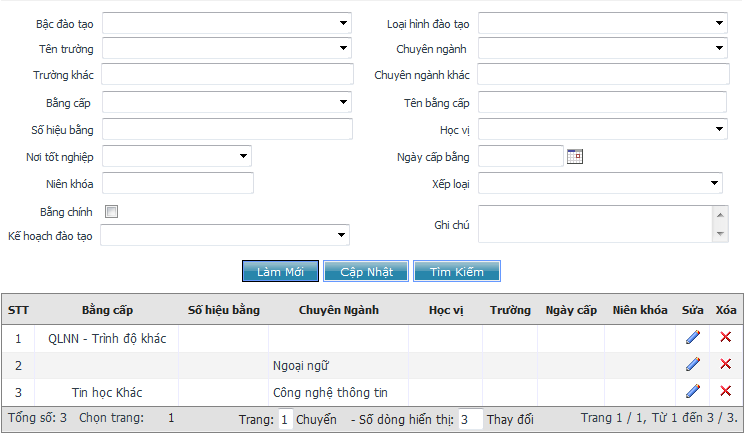 Bậc đào tạo Loại hình đào tạo
Tên trường Chuyên ngành
Trường khác Chuyên ngành khác
Bằng cấp Tên bằng cấp
Số hiệu bằng Học vị
Nơi tốt nghiệp Ngày cấp bằng
Niên khóa Xếp loại
Bằng chính
Ghi chú
Kế hoạch đào tạo
Làm Mới Cập Nhật Tìm Kiếm
STT Bằng cấp Số hiệu bằng Chuyên Ngành Học vị Trường Ngày cấp Niên khóa Sửa Xóa
1 QLNN - Trình độ khác
2 Ngoại ngữ
3 Tin học Khác Công nghệ thông tin
Tổng số: 3 Chọn trang: 1 Trang: 1 Chuyển - Số dòng hiển thị: 3 Thay đổi Trang 1 / 1, Từ 1 đến 3 / 3.